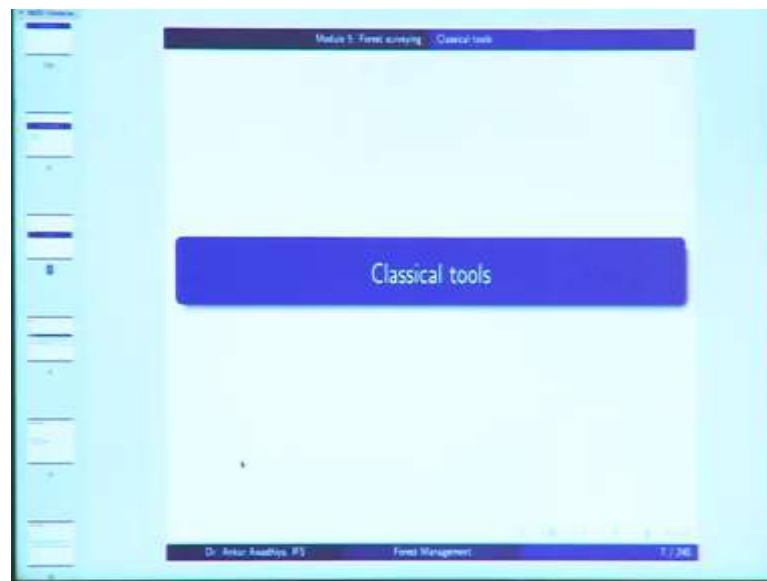 Module 5: Forest surveying Classical tools
Classical tools
Dr. Ankur Awadhiya, IFS Forest Management 7 / 240